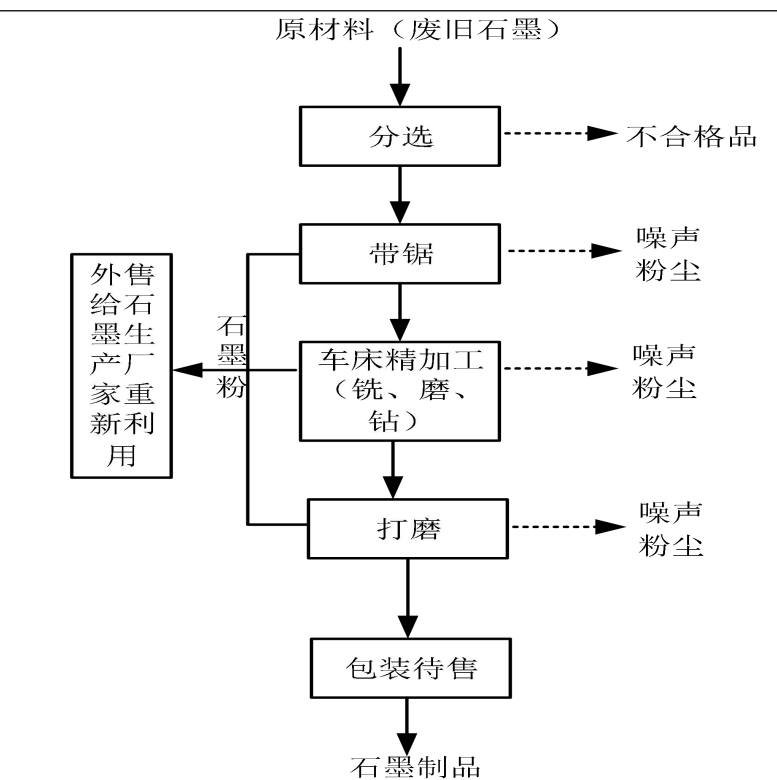 原材料（废旧石墨）
分选
不合格品
带锯
噪声
粉尘
外售
给石
墨生
产厂
家重
新利
用
石
墨
粉
车床精加工
（铣、磨、
钻）
噪声
粉尘
打磨
噪声
粉尘
包装待售
石墨制品